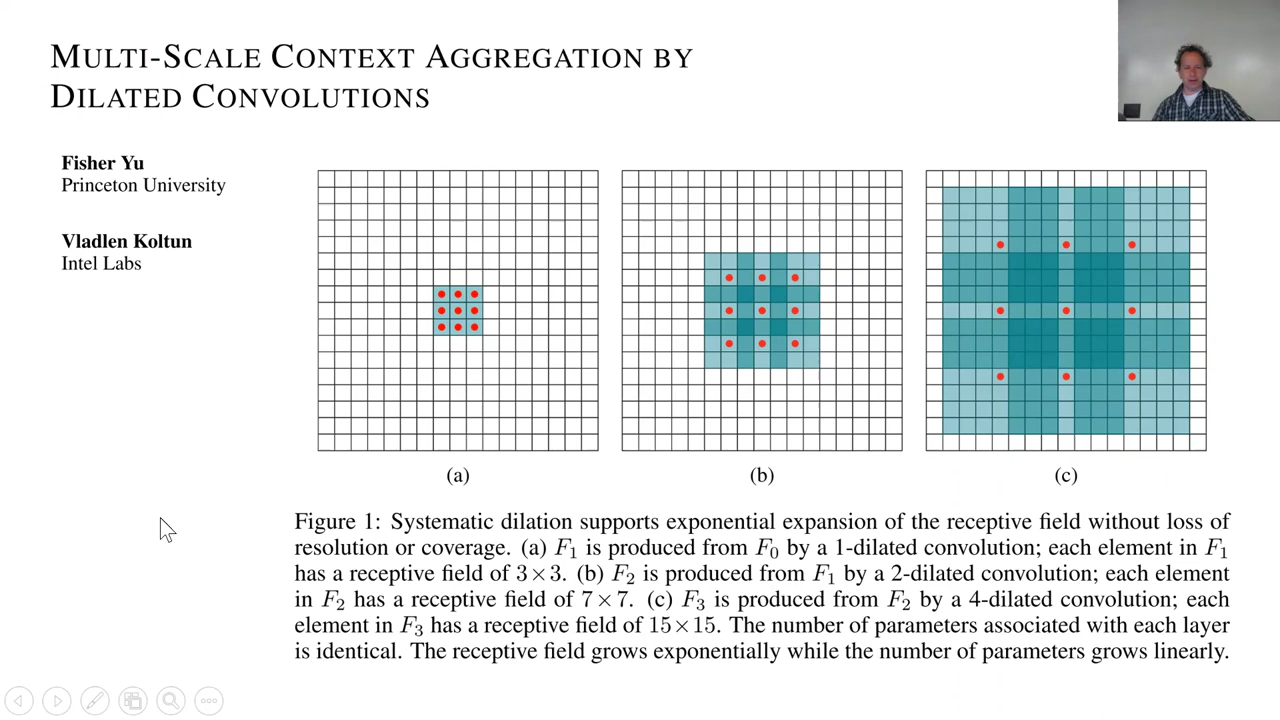 MULTI-SCALE CONTEXT AGGREGATION BY
DILATED CONVOLUTIONS
Fisher Yu
Princeton University
Vladlen Koltun
Intel Labs
(a)
(b)
(c)
Figure 1: Systematic dilation supports exponential expansion of the receptive field without loss of
resolution or coverage. (a) F₁ is produced from F₀ by a 1-dilated convolution; each element in F₁
has a receptive field of 3×3. (b) F₂ is produced from F₁ by a 2-dilated convolution; each element
in F₂ has a receptive field of 7×7. (c) F₃ is produced from F₂ by a 4-dilated convolution; each
element in F₃ has a receptive field of 15×15. The number of parameters associated with each layer
is identical. The receptive field grows exponentially while the number of parameters grows linearly.